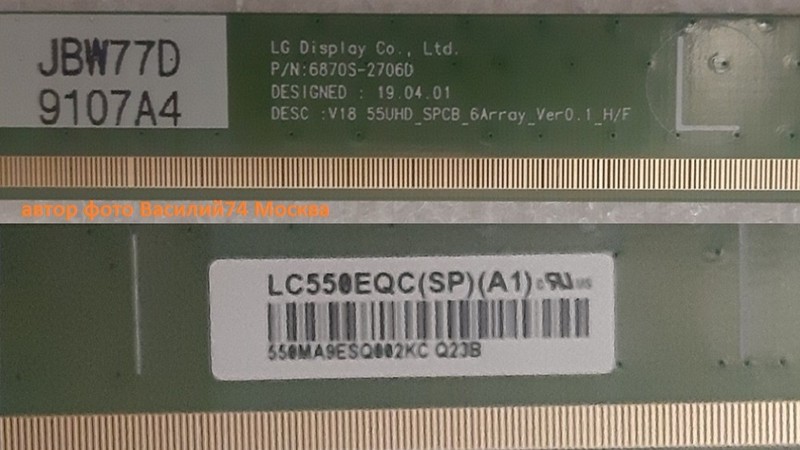 JBW77D
9107A4
LG Display Co., Ltd.
P/N:6870S-2706D
DESIGNED : 19.04.01
DESC :V18 55UHD_SPCB_6Array_Ver0.1_H/F
L
автор фото Василий74 Москва
LC550EQC(SP)(A1) c US
550MA9ESQ002KC Q23B